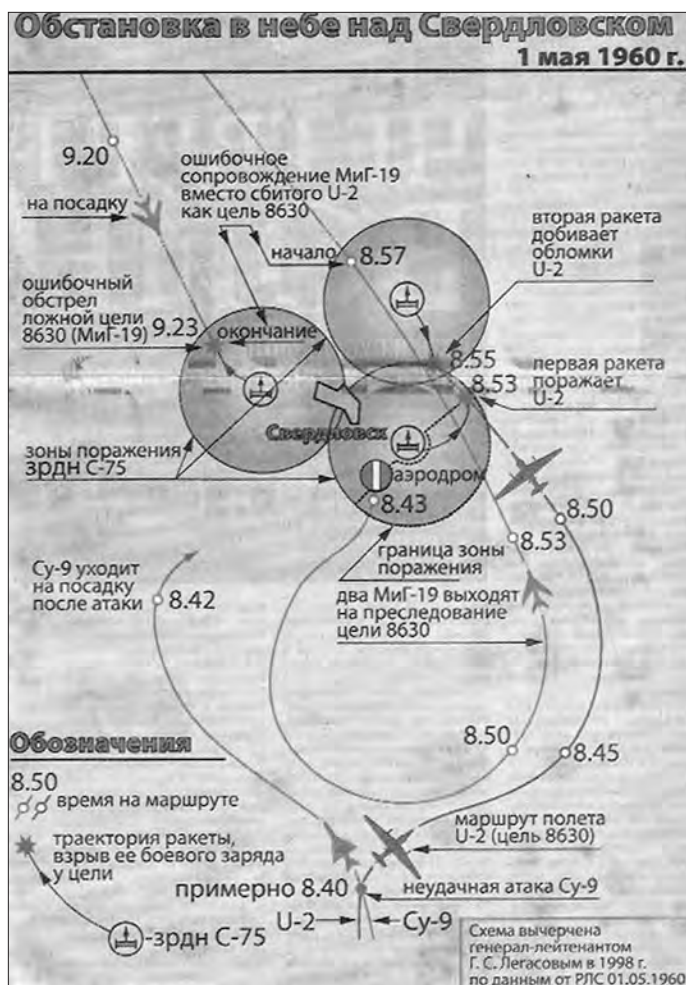 Обстановка в небе над Свердловском
1 мая 1960 г.
9.20
на посадку
ошибочное
сопровождение МиГ-19
вместо сбитого U-2
как цель 8630
начало
8.57
вторая ракета
добивает
обломки
U-2
ошибочный
обстрел
ложной цели
8630 (МиГ-19)
9.23
окончание
8.55
8.53
первая ракета
поражает
U-2
Свердловск
зоны поражения
зрдн С-75
аэродром
8.43
8.50
8.53
граница зоны
поражения
Су-9 уходит
на посадку
после атаки
8.42
два МиГ-19 выходят
на преследование
цели 8630
8.50
8.45
Обозначения
8.50
время на маршруте
траектория ракеты,
взрыв ее боевого заряда
у цели
-зрдн С-75
маршрут полета
U-2 (цель 8630)
примерно 8.40
неудачная атака Су-9
U-2
Су-9
Схема вычерчена
генерал-лейтенантом
Г. С. Легасовым в 1998 г.
по данным от РЛС 01.05.1960